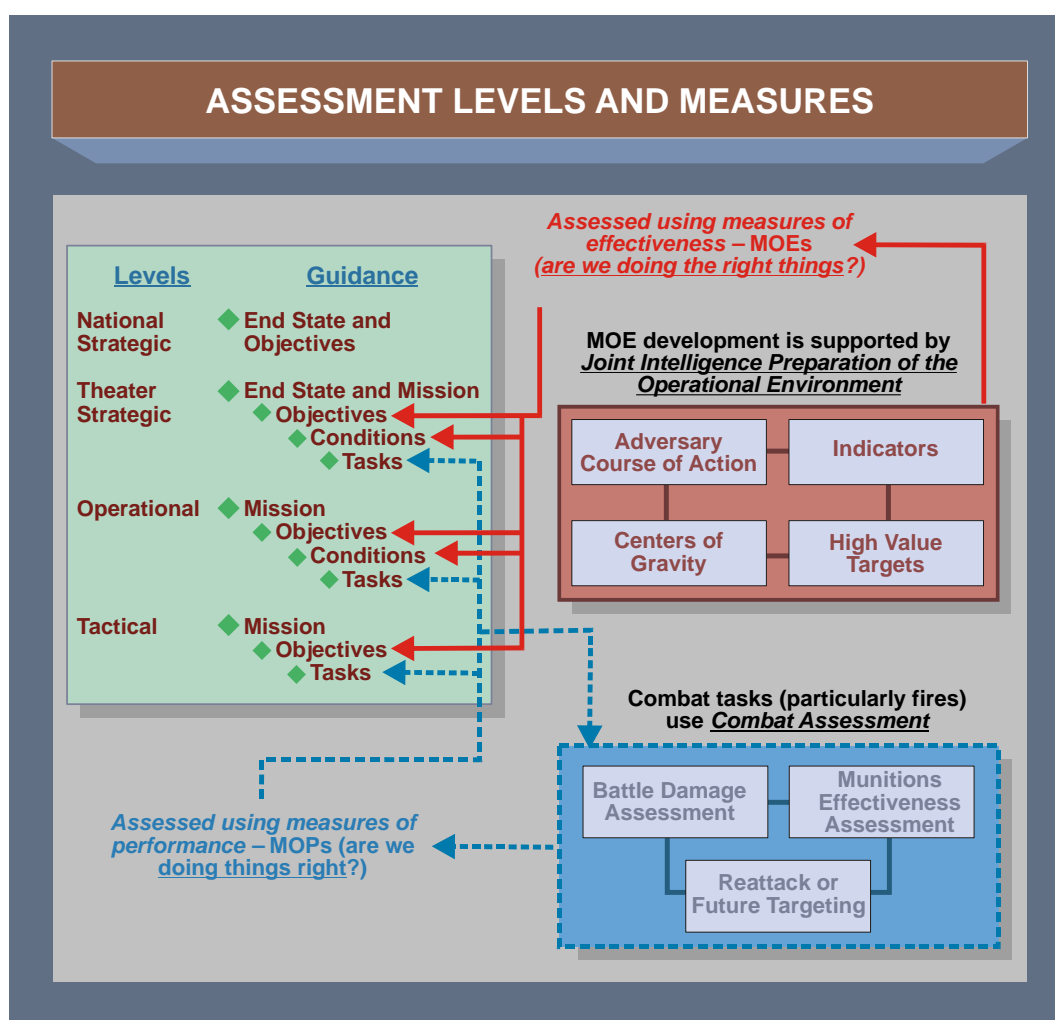 ASSESSMENT LEVELS AND MEASURES
Levels
Guidance
National
Strategic
End State and
Objectives
Theater
Strategic
End State and Mission
Objectives
Conditions
Tasks
Operational
Mission
Objectives
Conditions
Tasks
Tactical
Mission
Objectives
Tasks
Assessed using measures of
effectiveness – MOEs
(are we doing the right things?)
MOE development is supported by
Joint Intelligence Preparation of the
Operational Environment
Adversary
Course of Action
Indicators
Centers of
Gravity
High Value
Targets
Combat tasks (particularly fires)
use Combat Assessment
Battle Damage
Assessment
Munitions
Effectiveness
Assessment
Reattack or
Future Targeting
Assessed using measures of
performance – MOPs (are we
doing things right?)